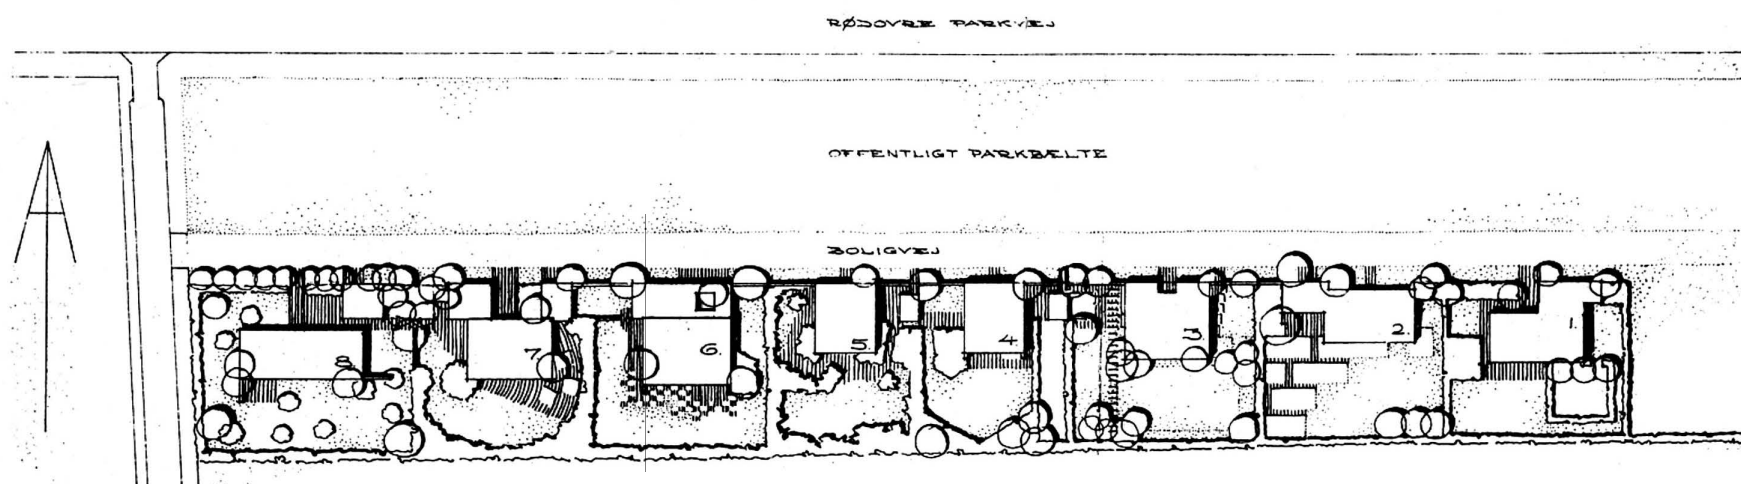 RØDOVRE PARKVEJ
OFFENTLIGT PARKBÆLTE
BOLIGVEJ
8. 7. 6. 5. 4. 3 2. 1.